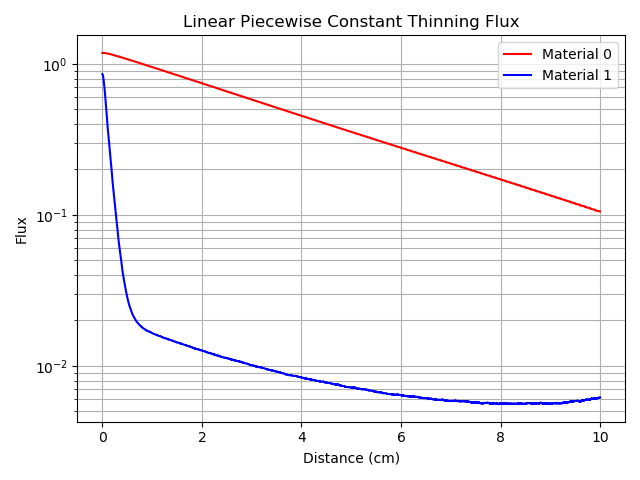 Linear Piecewise Constant Thinning Flux
Material 0
Material 1
10⁰
10⁻¹
10⁻²
Flux
0 2 4 6 8 10
Distance (cm)